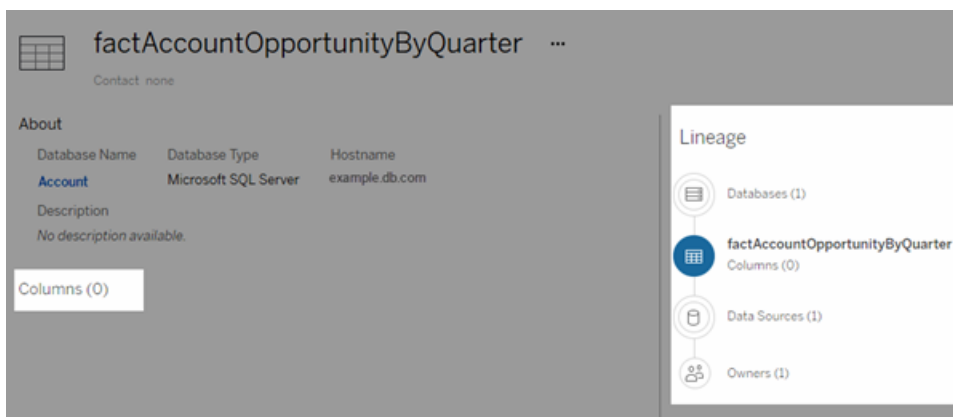 factAccountOpportunityByQuarter ...
Contact none
About
Database Name Database Type Hostname
Account Microsoft SQL Server example.db.com
Description
No description available.
Columns (0)
Lineage
Databases (1)
factAccountOpportunityByQuarter
Columns (0)
Data Sources (1)
Owners (1)